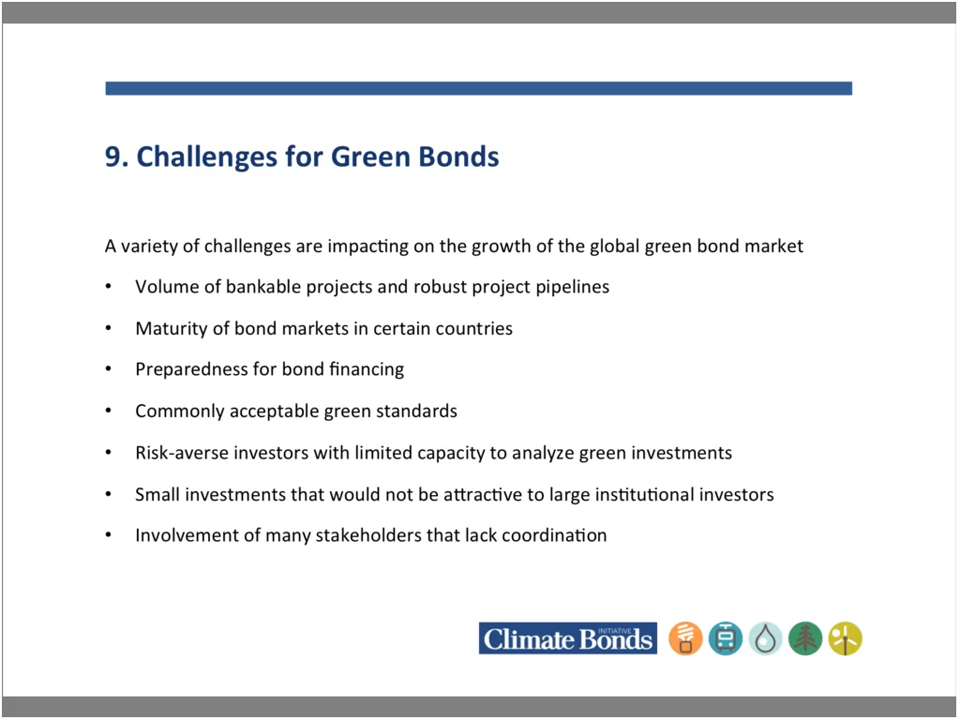 9. Challenges for Green Bonds
A variety of challenges are impacting on the growth of the global green bond market
• Volume of bankable projects and robust project pipelines
• Maturity of bond markets in certain countries
• Preparedness for bond financing
• Commonly acceptable green standards
• Risk-averse investors with limited capacity to analyze green investments
• Small investments that would not be attractive to large institutional investors
• Involvement of many stakeholders that lack coordination
Climate Bonds INITIATIVE